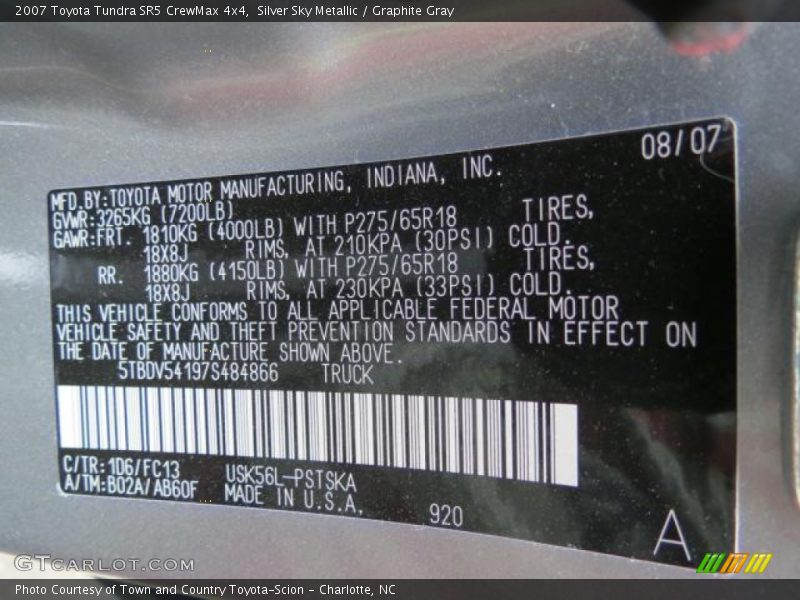 2007 Toyota Tundra SR5 CrewMax 4x4, Silver Sky Metallic / Graphite Gray
08/07
MFD.BY:TOYOTA MOTOR MANUFACTURING, INDIANA, INC.
GVWR:3265KG (7200LB)
GAWR:FRT. 1810KG (4000LB) WITH P275/65R18 TIRES,
18X8J RIMS, AT 210KPA (30PSI) COLD.
RR. 1880KG (4150LB) WITH P275/65R18 TIRES,
18X8J RIMS, AT 230KPA (33PSI) COLD.
THIS VEHICLE CONFORMS TO ALL APPLICABLE FEDERAL MOTOR
VEHICLE SAFETY AND THEFT PREVENTION STANDARDS IN EFFECT ON
THE DATE OF MANUFACTURE SHOWN ABOVE.
5TBDV54197S484866 TRUCK
C/TR:1D6/FC13 USK56L-PSTSKA
A/TM:B02A/AB60F MADE IN U.S.A.
920
A
GTCARLOT.COM
Photo Courtesy of Town and Country Toyota-Scion - Charlotte, NC